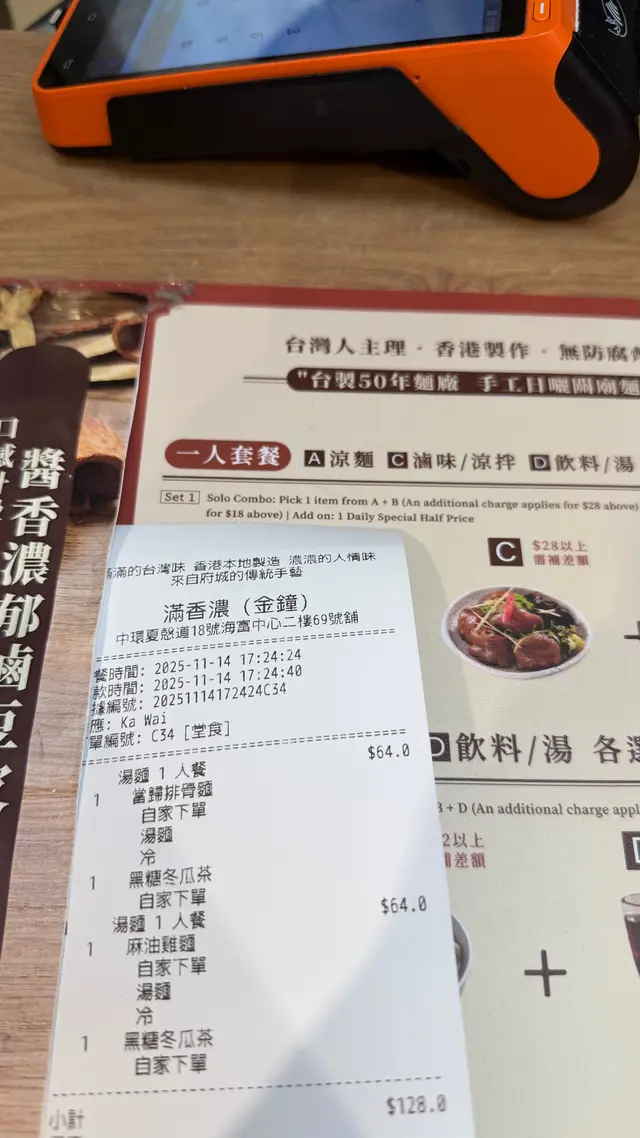 台灣人主理·香港製作·無防腐
"台製50年麵廠 手工日曬關廟麵
一人套餐 A 涼麵 C 滷味/涼拌 D 飲料/湯
Set 1 Solo Combo: Pick 1 item from A + B (An additional charge applies for $28 above)
for $18 above) | Add on: 1 Daily Special Half Price
C $28以上
需補差額
醬香濃郁滷
D 飲料/湯 各
B + D (An additional charge appl
2以上
補差額
+
滿的台灣味 香港本地製造 濃濃的人情味
來自府城的傳統手藝
滿香濃 (金鐘)
中環夏慤道18號海富中心二樓69號舖
餐時間: 2025-11-14 17:24:24
款時間: 2025-11-14 17:24:40
據編號: 20251114172424C34
應: Ka Wai
單編號: C34 [堂食]
湯麵 1 人餐 $64.0
1 當歸排骨麵
自家下單
湯麵
冷
1 黑糖冬瓜茶
自家下單
湯麵 1 人餐 $64.0
1 麻油雞麵
自家下單
湯麵
冷
1 黑糖冬瓜茶
自家下單
小計 $128.0